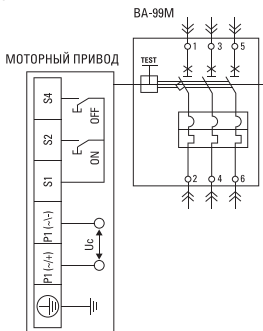 ВА-99М
1 3 5
МОТОРНЫЙ ПРИВОД
TEST
S4
OFF
S2
ON
S1
P1 (~\-)
Uc
P1 (~/+)
2 4 6